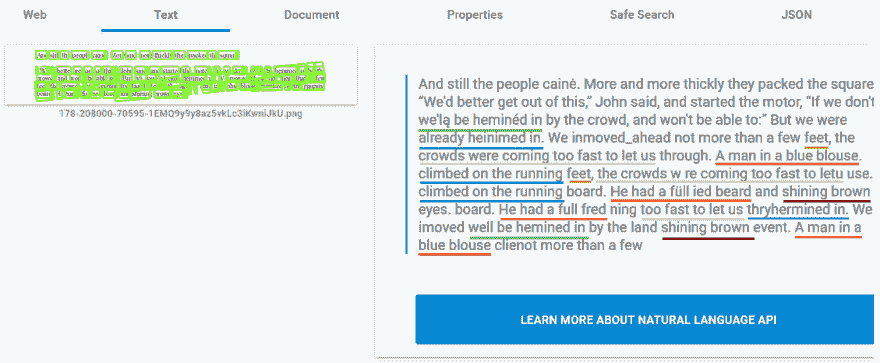 Web Text Document Properties Safe Search JSON
178-208000-70595-1EMQ9y9y8az5vkLc3iKwniJkU.png
And still the people cainé. More and more thickly they packed the square
“We'd better get out of this,” John said, and started the motor, “If we don't
we'lą be heminéd in by the crowd, and won't be able to:” But we were
already heinimed in. We inmoved_ahead not more than a few feet, the
crowds were coming too fast to let us through. A man in a blue blouse.
climbed on the running feet, the crowds w re coming too fast to letu use.
climbed on the running board. He had a füll ied beard and shining brown
eyes. board. He had a full fred ning too fast to let us thryhermined in. We
imoved well be hemined in by the land shining brown event. A man in a
blue blouse clienot more than a few
LEARN MORE ABOUT NATURAL LANGUAGE API